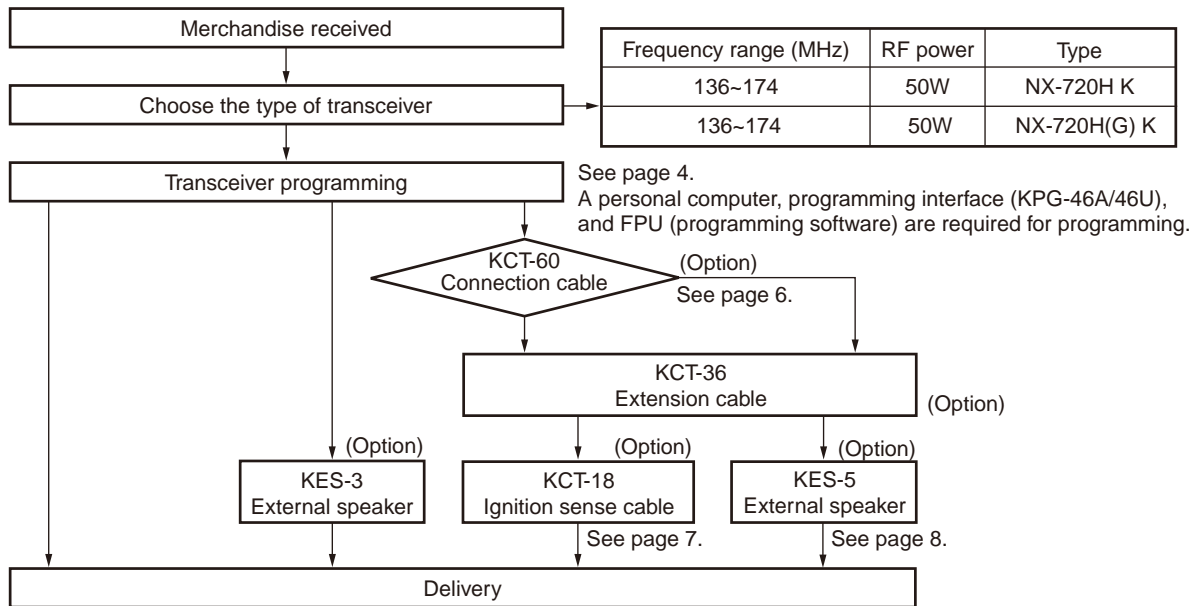 Merchandise received
Choose the type of transceiver
Frequency range (MHz) RF power Type
136~174 50W NX-720H K
136~174 50W NX-720H(G) K
Transceiver programming
See page 4.
A personal computer, programming interface (KPG-46A/46U),
and FPU (programming software) are required for programming.
KCT-60
Connection cable
(Option)
See page 6.
KCT-36
Extension cable
(Option)
(Option)
KES-3
External speaker
(Option)
KCT-18
Ignition sense cable
See page 7.
(Option)
KES-5
External speaker
See page 8.
Delivery